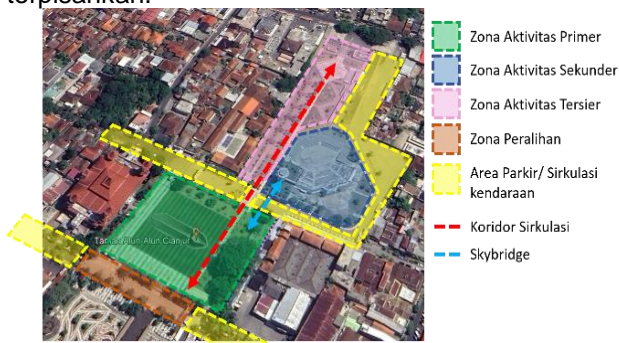 terpisahkan.
Zona Aktivitas Primer
Zona Aktivitas Sekunder
Zona Aktivitas Tersier
Zona Peralihan
Area Parkir/ Sirkulasi
kendaraan
Koridor Sirkulasi
Skybridge
Taman Alun Alun Cianjur